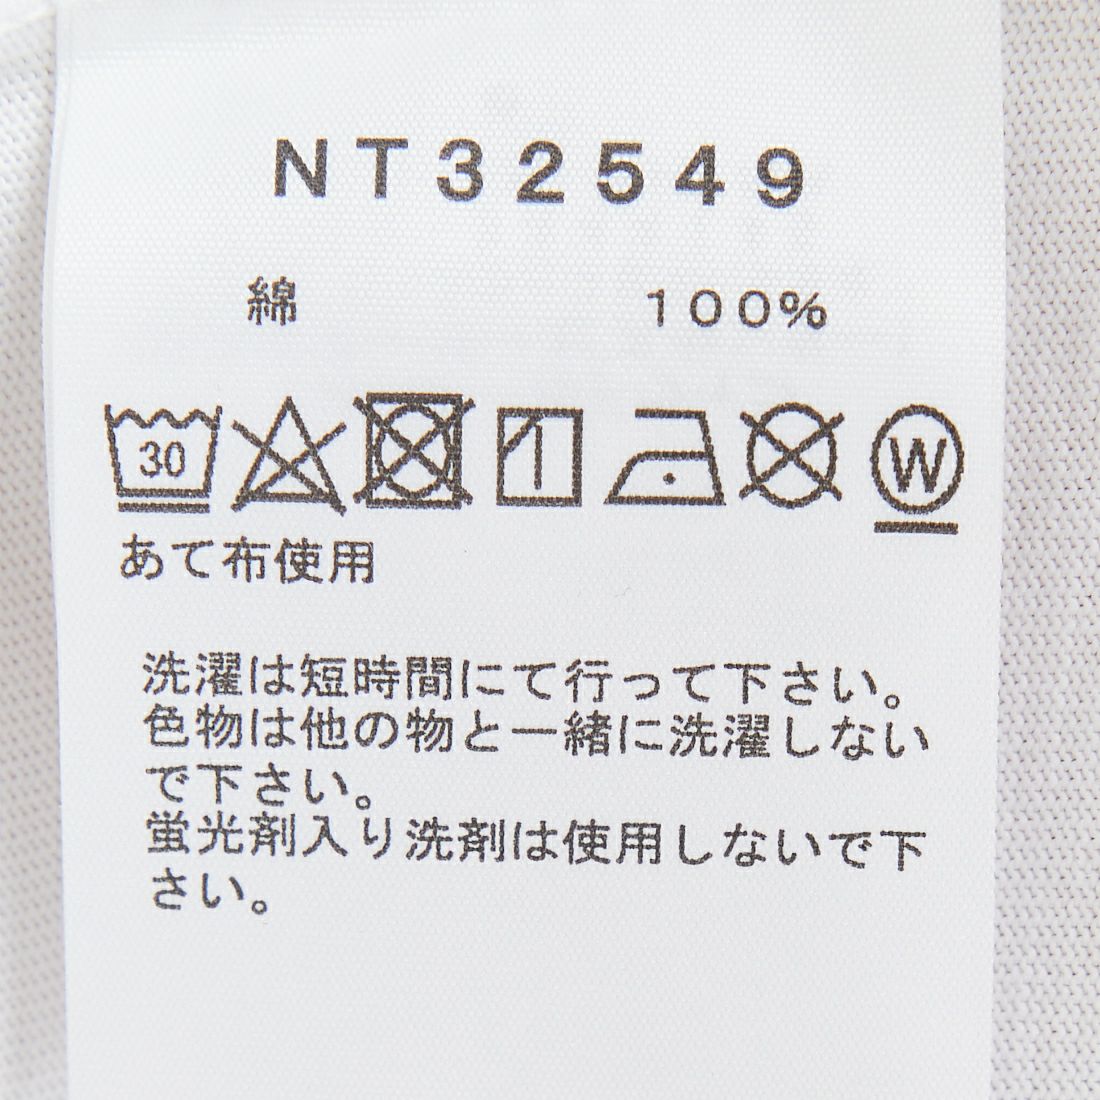 NT32549
綿 100%
30 W
あて布使用
洗濯は短時間にて行って下さい。
色物は他の物と一緒に洗濯しない
で下さい。
蛍光剤入り洗剤は使用しないで下
さい。